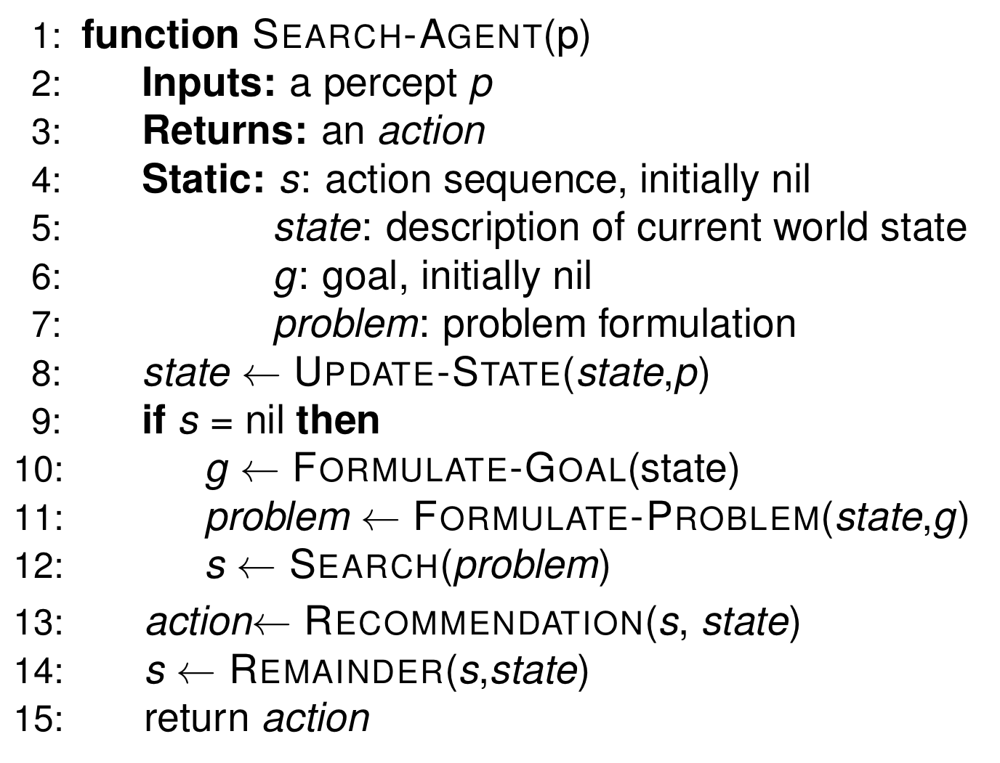 1: function SEARCH-AGENT(p)
2: Inputs: a percept p
3: Returns: an action
4: Static: s: action sequence, initially nil
5: state: description of current world state
6: g: goal, initially nil
7: problem: problem formulation
8: state ← UPDATE-STATE(state,p)
9: if s = nil then
10: g ← FORMULATE-GOAL(state)
11: problem ← FORMULATE-PROBLEM(state,g)
12: s ← SEARCH(problem)
13: action← RECOMMENDATION(s, state)
14: s ← REMAINDER(s,state)
15: return action